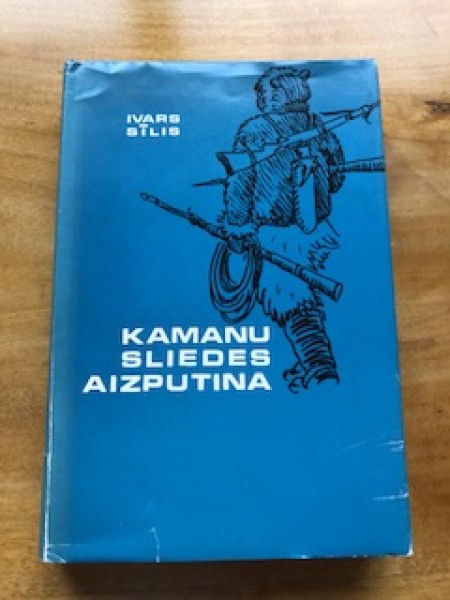 IVARS
SĪLIS
KAMANU
SLIEDES
AIZPUTINA